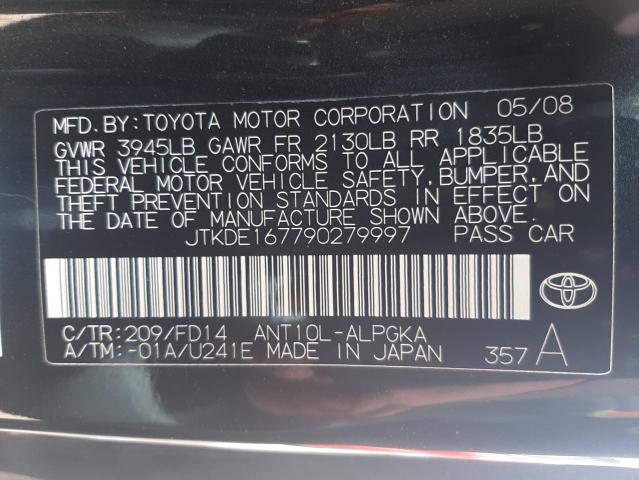 MFD.BY:TOYOTA MOTOR CORPORATION 05/08
GVWR 3945LB GAWR FR 2130LB RR 1835LB
THIS VEHICLE CONFORMS TO ALL APPLICABLE
FEDERAL MOTOR VEHICLE SAFETY, BUMPER, AND
THEFT PREVENTION STANDARDS IN EFFECT ON
THE DATE OF MANUFACTURE SHOWN ABOVE.
JTKDE167790279997 PASS CAR
C/TR:209/FD14 ANT10L-ALPGKA
A/TM:-01A/U241E MADE IN JAPAN 357 A